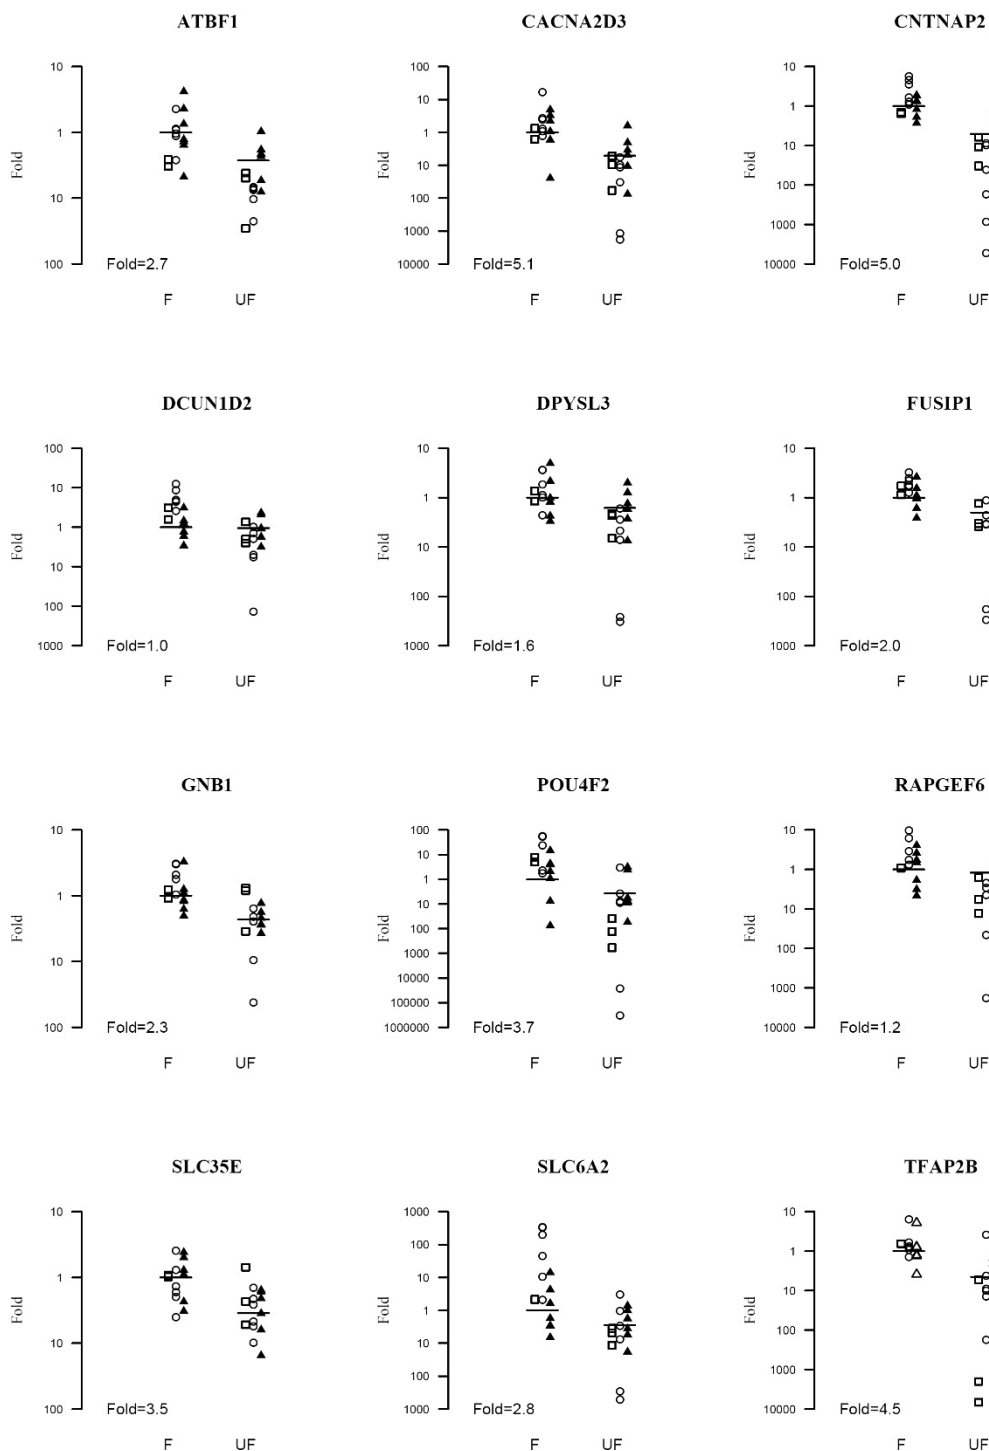 ATBF1 CACNA2D3 CNTNAP2
10
1
10
100
Fold
Fold=2.7
F UF
100
10
1
10
100
1000
10000
Fold
Fold=5.1
F UF
10
1
10
100
1000
10000
Fold
Fold=5.0
F UF
DCUN1D2 DPYSL3 FUSIP1
100
10
1
10
100
1000
Fold
Fold=1.0
F UF
10
1
10
100
1000
Fold
Fold=1.6
F UF
10
1
10
100
1000
Fold
Fold=2.0
F UF
GNB1 POU4F2 RAPGEF6
10
1
10
100
Fold
Fold=2.3
F UF
100
10
1
10
100
1000
10000
100000
1000000
Fold
Fold=3.7
F UF
10
1
10
100
1000
10000
Fold
Fold=1.2
F UF
SLC35E SLC6A2 TFAP2B
10
1
10
100
Fold
Fold=3.5
F UF
1000
100
10
1
10
100
1000
Fold
Fold=2.8
F UF
10
1
10
100
1000
10000
Fold
Fold=4.5
F UF